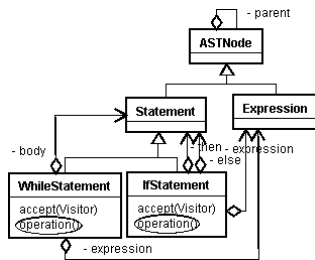 - parent
ASTNode
Statement
Expression
- body
- then
- expression
- else
WhileStatement
IfStatement
accept(Visitor)
accept(Visitor)
operation()
operation()
- expression